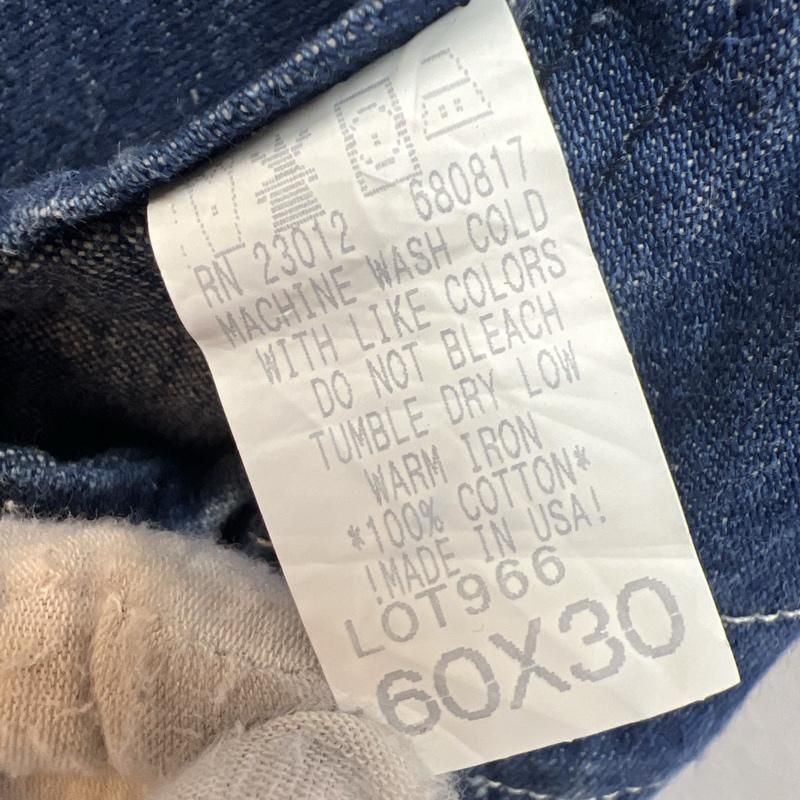 RN 23012 680817
MACHINE WASH COLD
WITH LIKE COLORS
DO NOT BLEACH
TUMBLE DRY LOW
WARM IRON
*100% COTTON*
!MADE IN USA!
LOT966
60X30